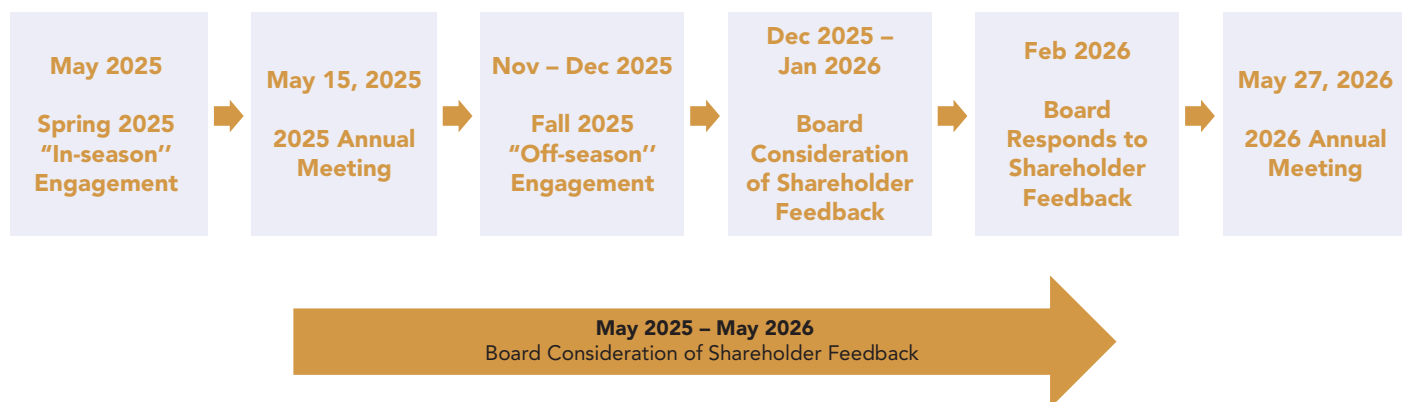 May 2025
Spring 2025
“In-season’’
Engagement
May 15, 2025
2025 Annual
Meeting
Nov – Dec 2025
Fall 2025
“Off-season’’
Engagement
Dec 2025 –
Jan 2026
Board
Consideration
of Shareholder
Feedback
Feb 2026
Board
Responds to
Shareholder
Feedback
May 27, 2026
2026 Annual
Meeting
May 2025 – May 2026
Board Consideration of Shareholder Feedback